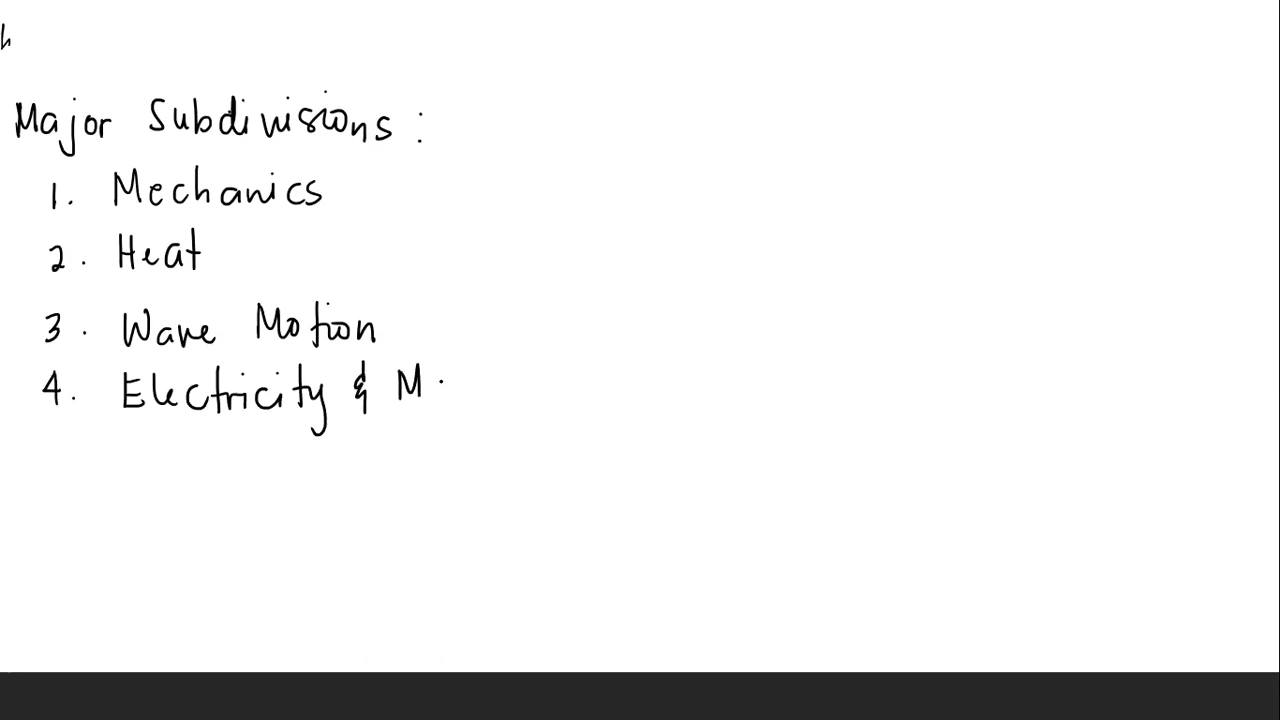 Major Subdivisions :
1. Mechanics
2. Heat
3. Wave Motion
4. Electricity & M